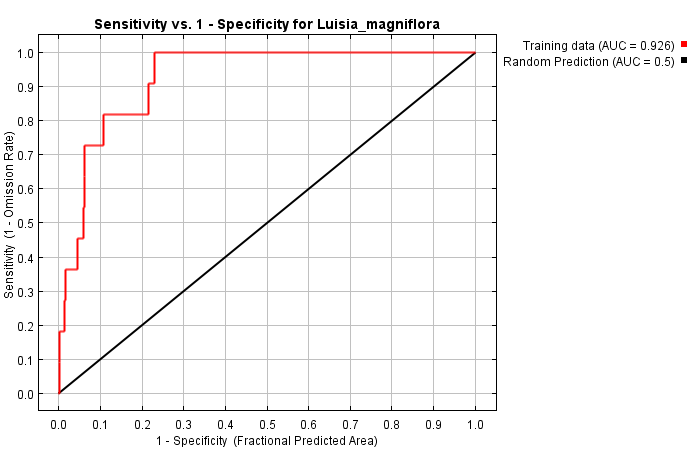 Sensitivity vs. 1 - Specificity for Luisia_magniflora
Training data (AUC = 0.926)
Random Prediction (AUC = 0.5)
Sensitivity (1 - Omission Rate)
1.0
0.9
0.8
0.7
0.6
0.5
0.4
0.3
0.2
0.1
0.0
0.0 0.1 0.2 0.3 0.4 0.5 0.6 0.7 0.8 0.9 1.0
1 - Specificity (Fractional Predicted Area)